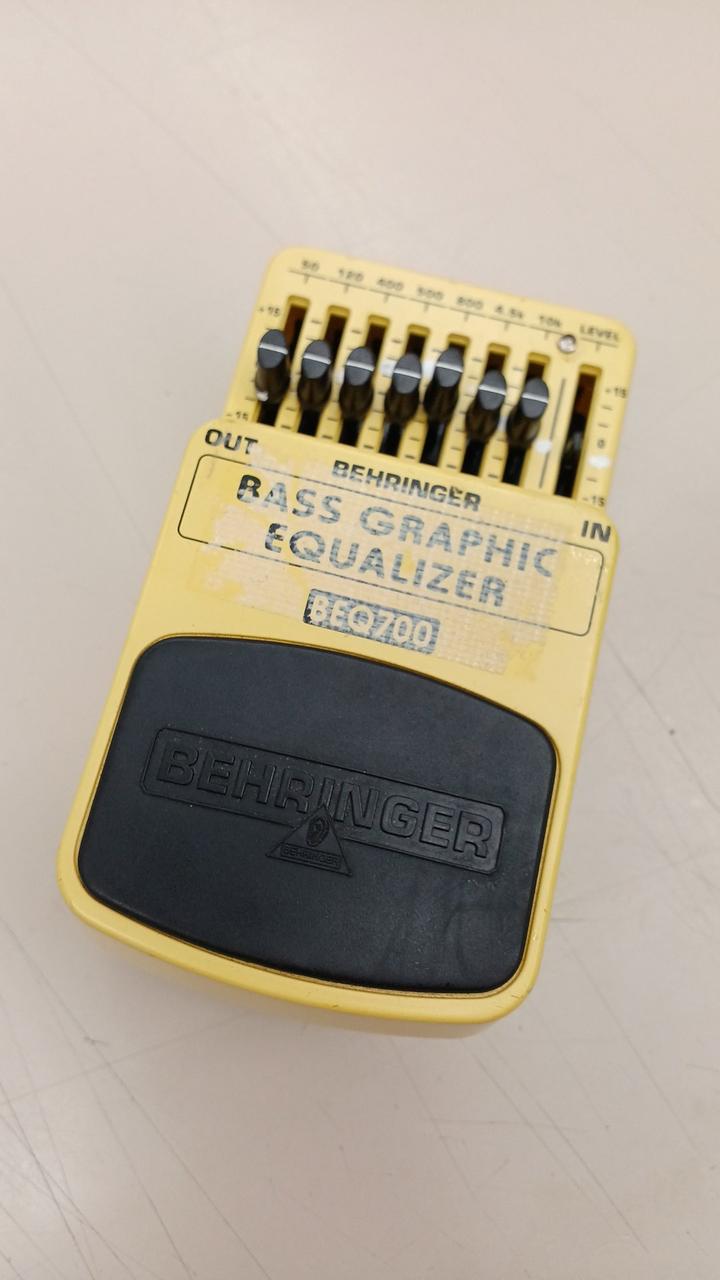 50 120 400 500 800 4.5k 10k LEVEL
+15 +15
0
-15 -15
OUT IN
BEHRINGER
BASS GRAPHIC
EQUALIZER
BEQ700
BEHRINGER
BEHRINGER